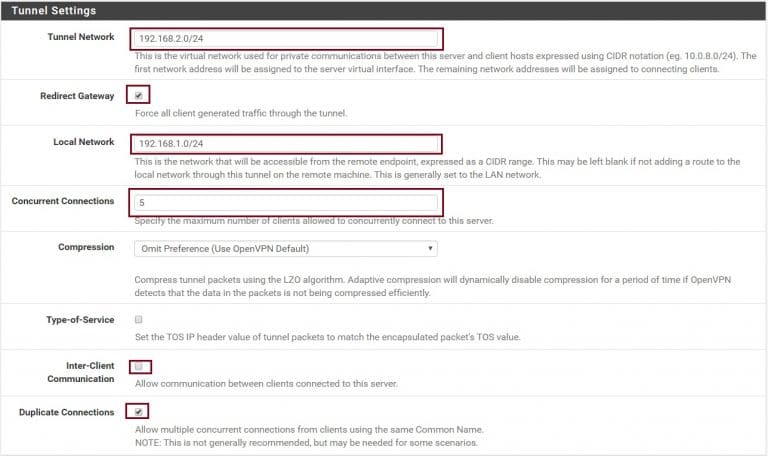 Tunnel Settings
Tunnel Network
192.168.2.0/24
This is the virtual network used for private communications between this server and client hosts expressed using CIDR notation (eg. 10.0.8.0/24). The
first network address will be assigned to the server virtual interface. The remaining network addresses will be assigned to connecting clients.
Redirect Gateway
Force all client generated traffic through the tunnel.
Local Network
192.168.1.0/24
This is the network that will be accessible from the remote endpoint, expressed as a CIDR range. This may be left blank if not adding a route to the
local network through this tunnel on the remote machine. This is generally set to the LAN network.
Concurrent Connections
5
Specify the maximum number of clients allowed to concurrently connect to this server.
Compression
Omit Preference (Use OpenVPN Default)
Compress tunnel packets using the LZO algorithm. Adaptive compression will dynamically disable compression for a period of time if OpenVPN
detects that the data in the packets is not being compressed efficiently.
Type-of-Service
Set the TOS IP header value of tunnel packets to match the encapsulated packet's TOS value.
Inter-Client
Communication
Allow communication between clients connected to this server.
Duplicate Connections
Allow multiple concurrent connections from clients using the same Common Name.
NOTE: This is not generally recommended, but may be needed for some scenarios.